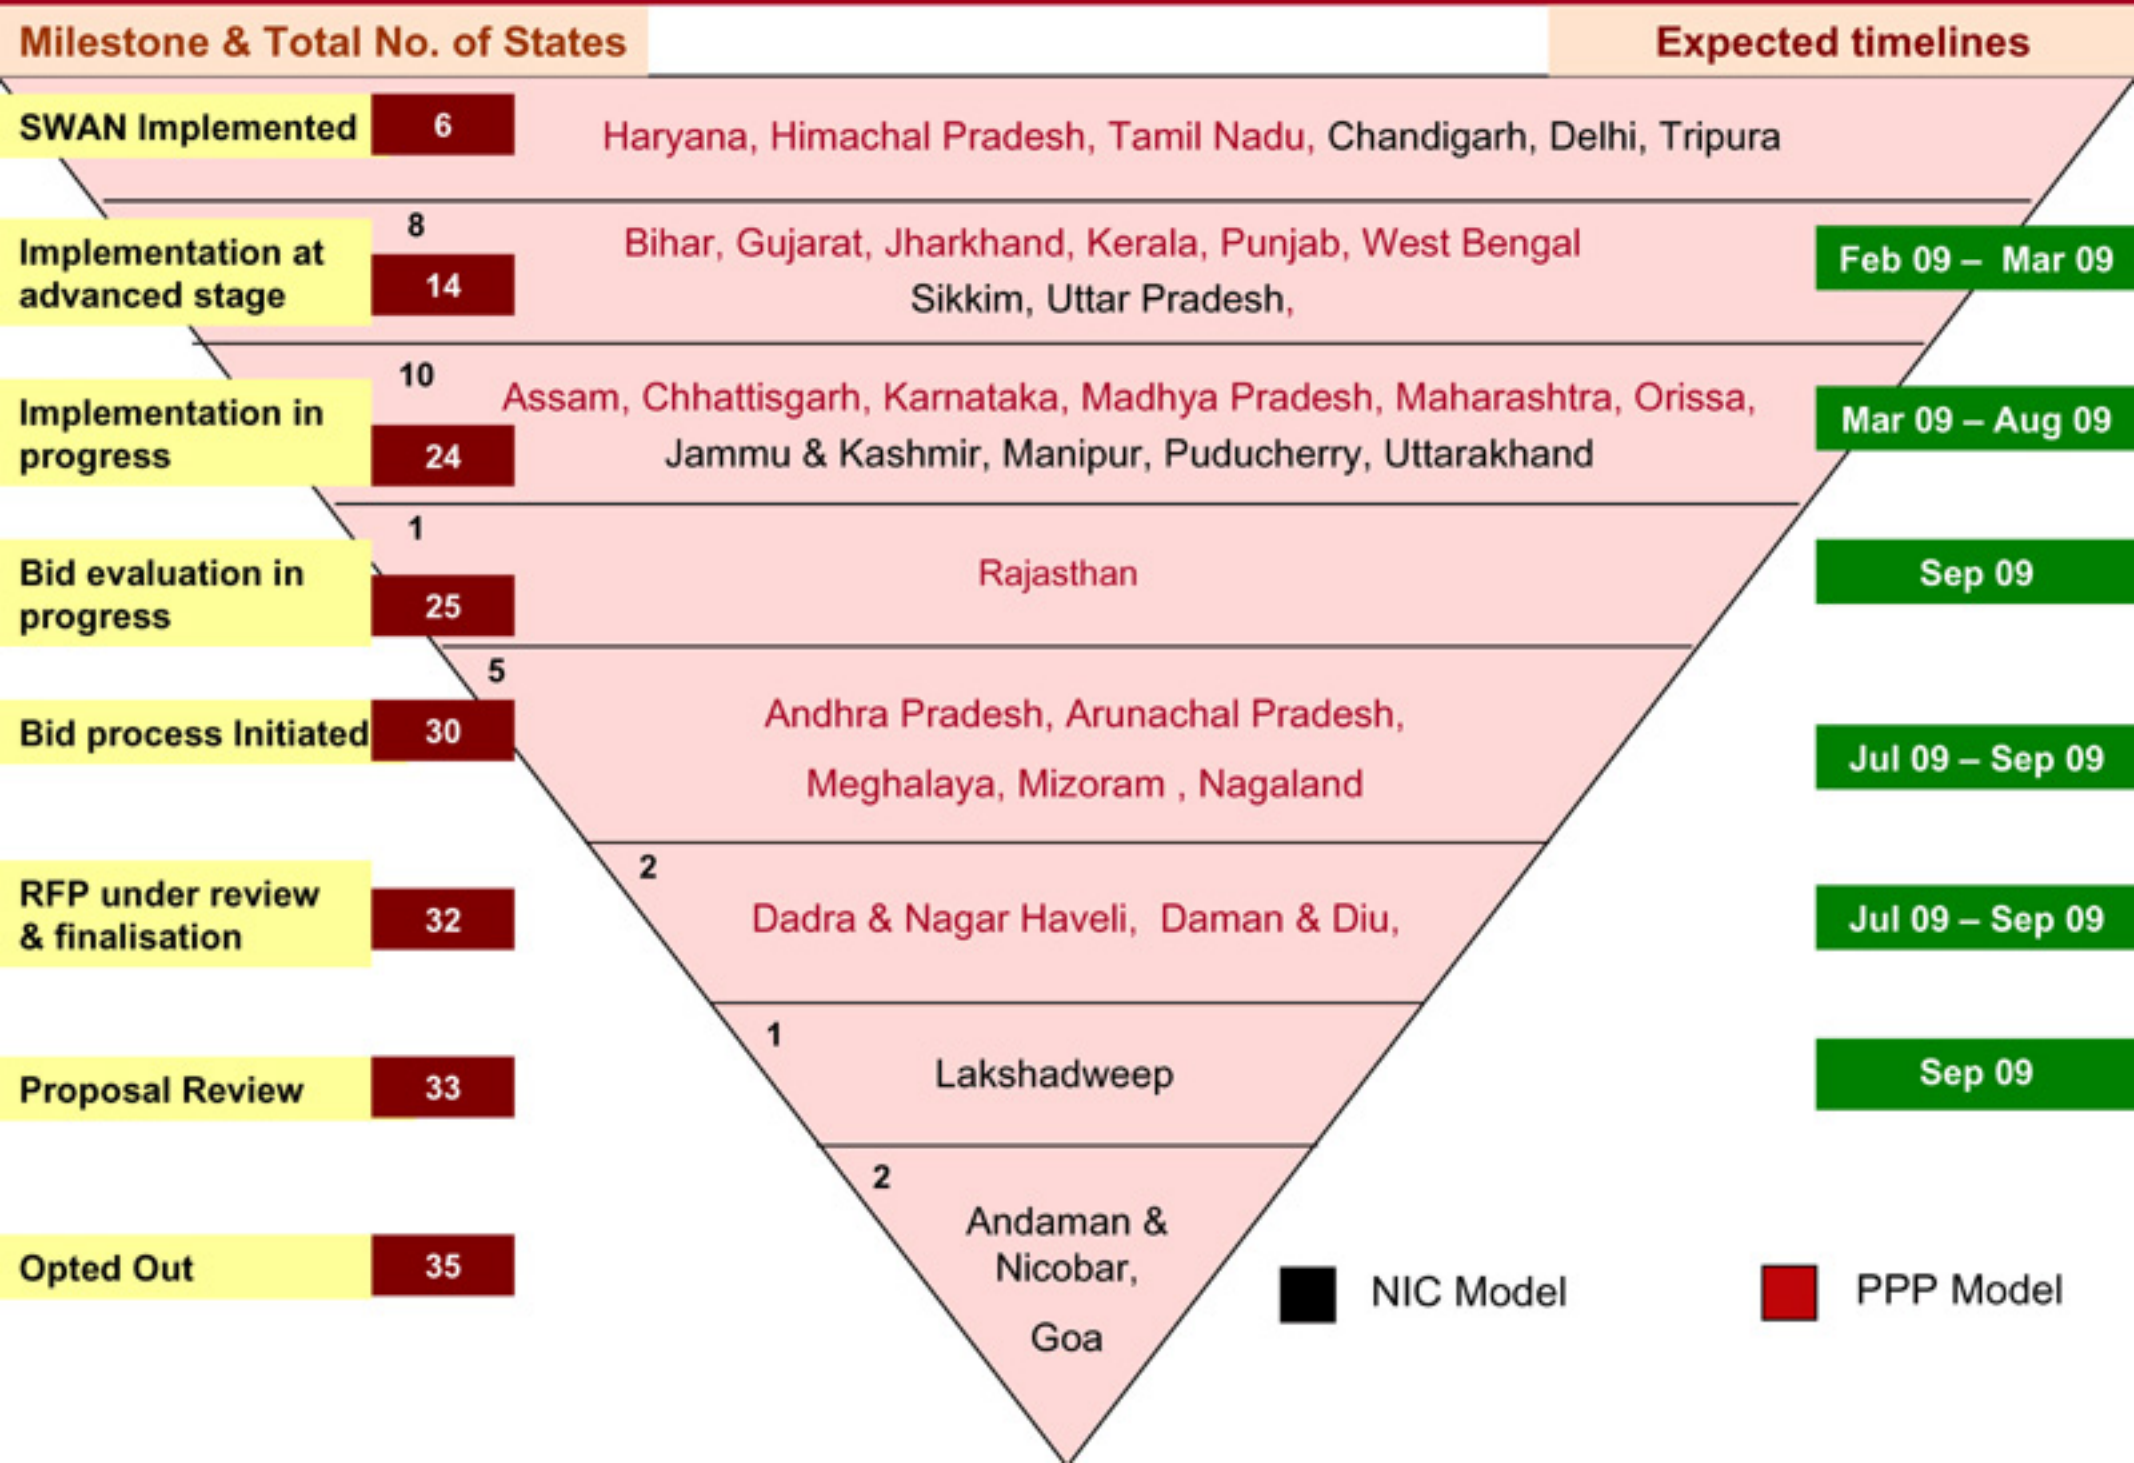 Milestone & Total No. of States
Expected timelines
SWAN Implemented
6
Haryana, Himachal Pradesh, Tamil Nadu, Chandigarh, Delhi, Tripura
Implementation at
advanced stage
8
14
Bihar, Gujarat, Jharkhand, Kerala, Punjab, West Bengal
Sikkim, Uttar Pradesh,
Feb 09 – Mar 09
Implementation in
progress
10
24
Assam, Chhattisgarh, Karnataka, Madhya Pradesh, Maharashtra, Orissa,
Jammu & Kashmir, Manipur, Puducherry, Uttarakhand
Mar 09 – Aug 09
Bid evaluation in
progress
1
25
Rajasthan
Sep 09
Bid process Initiated
5
30
Andhra Pradesh, Arunachal Pradesh,
Meghalaya, Mizoram , Nagaland
Jul 09 – Sep 09
RFP under review
& finalisation
2
32
Dadra & Nagar Haveli, Daman & Diu,
Jul 09 – Sep 09
Proposal Review
1
33
Lakshadweep
Sep 09
Opted Out
2
35
Andaman &
Nicobar,
Goa
NIC Model
PPP Model